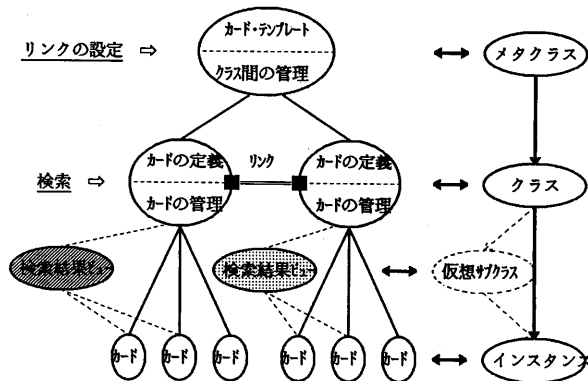 カード・テンプレート
リンクの設定 ⇨
クラス間の管理
メタクラス
カードの定義
リンク
カードの定義
検索 ⇨
カードの管理
カードの管理
クラス
検索結果ビュー
検索結果ビュー
仮想サブクラス
カード
カード
カード
カード
カード
カード
インスタンス